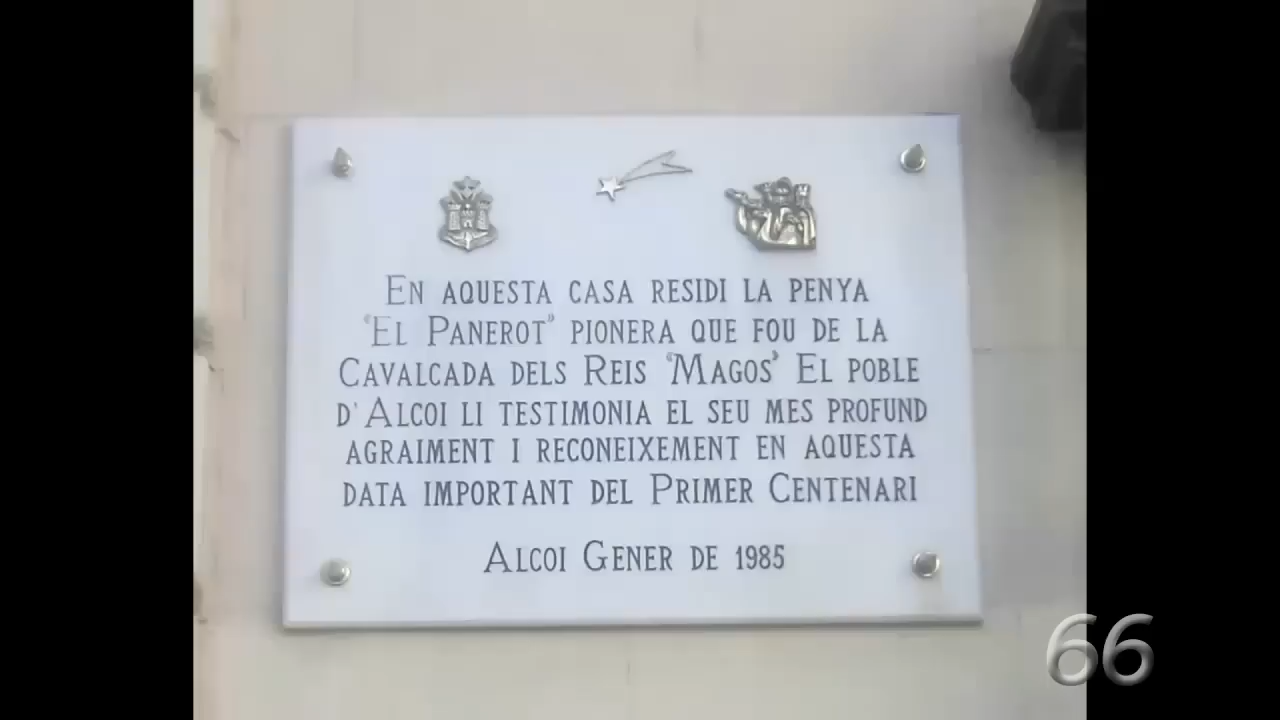 En aquesta casa residi la penya
"El Panerot" pionera que fou de la
Cavalcada dels Reis "Magos" El poble
d'Alcoi li testimonia el seu mes profund
agraiment i reconeixement en aquesta
data important del Primer Centenari
Alcoi Gener de 1985
66